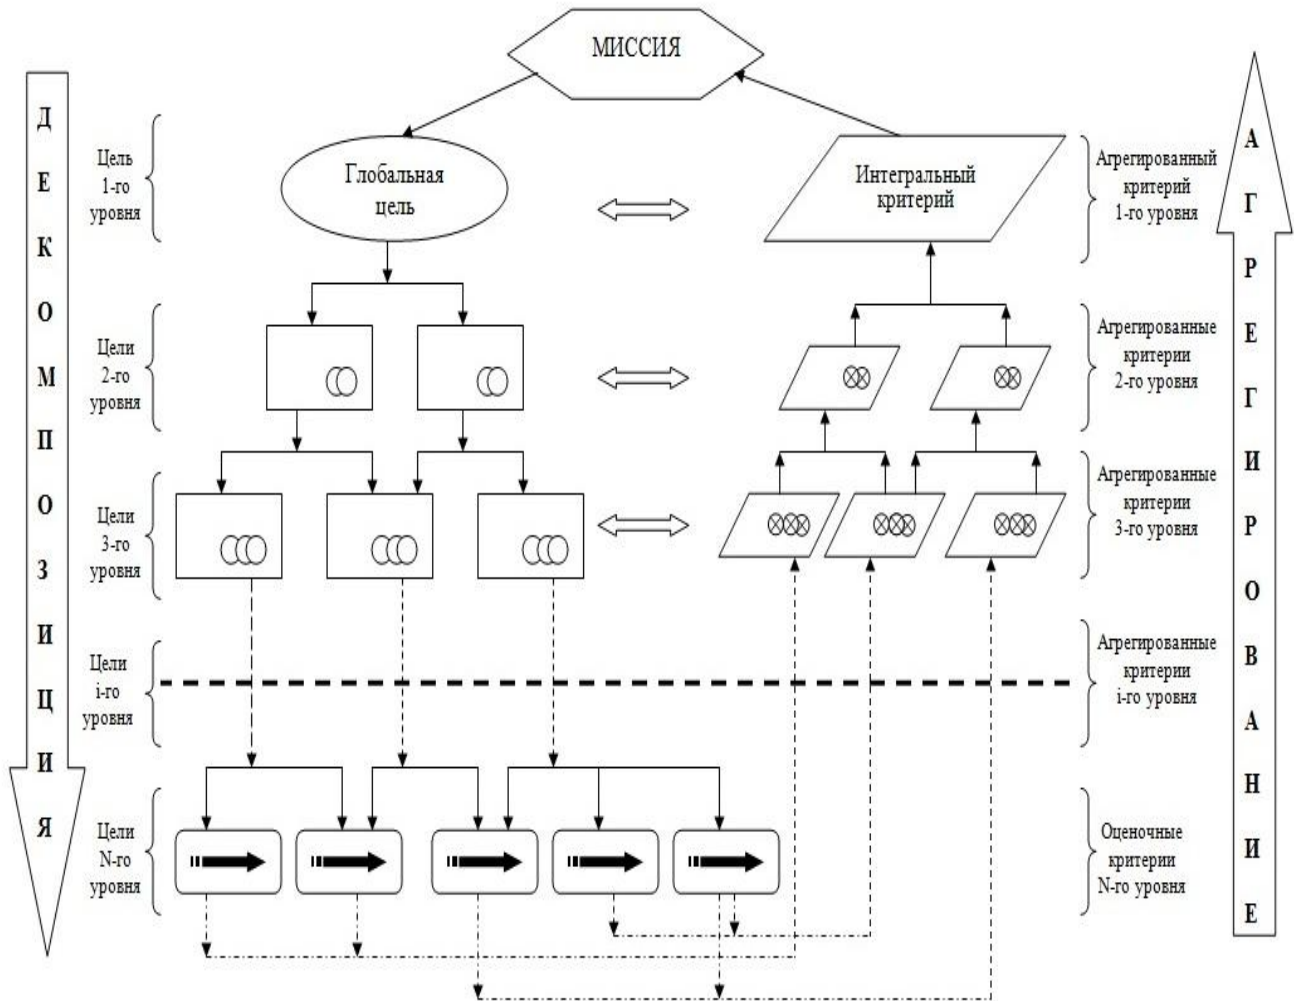 МИССИЯ
ДЕКОМПОЗИЦИЯ
Цель
1-го
уровня
Глобальная
цель
Интегральный
критерий
Агрегированный
критерий
1-го уровня
АГРЕГИРОВАНИЕ
Цели
2-го
уровня
Агрегированные
критерии
2-го уровня
Цели
3-го
уровня
Агрегированные
критерии
3-го уровня
Цели
i-го
уровня
Агрегированные
критерии
i-го уровня
Цели
N-го
уровня
Оценочные
критерии
N-го уровня